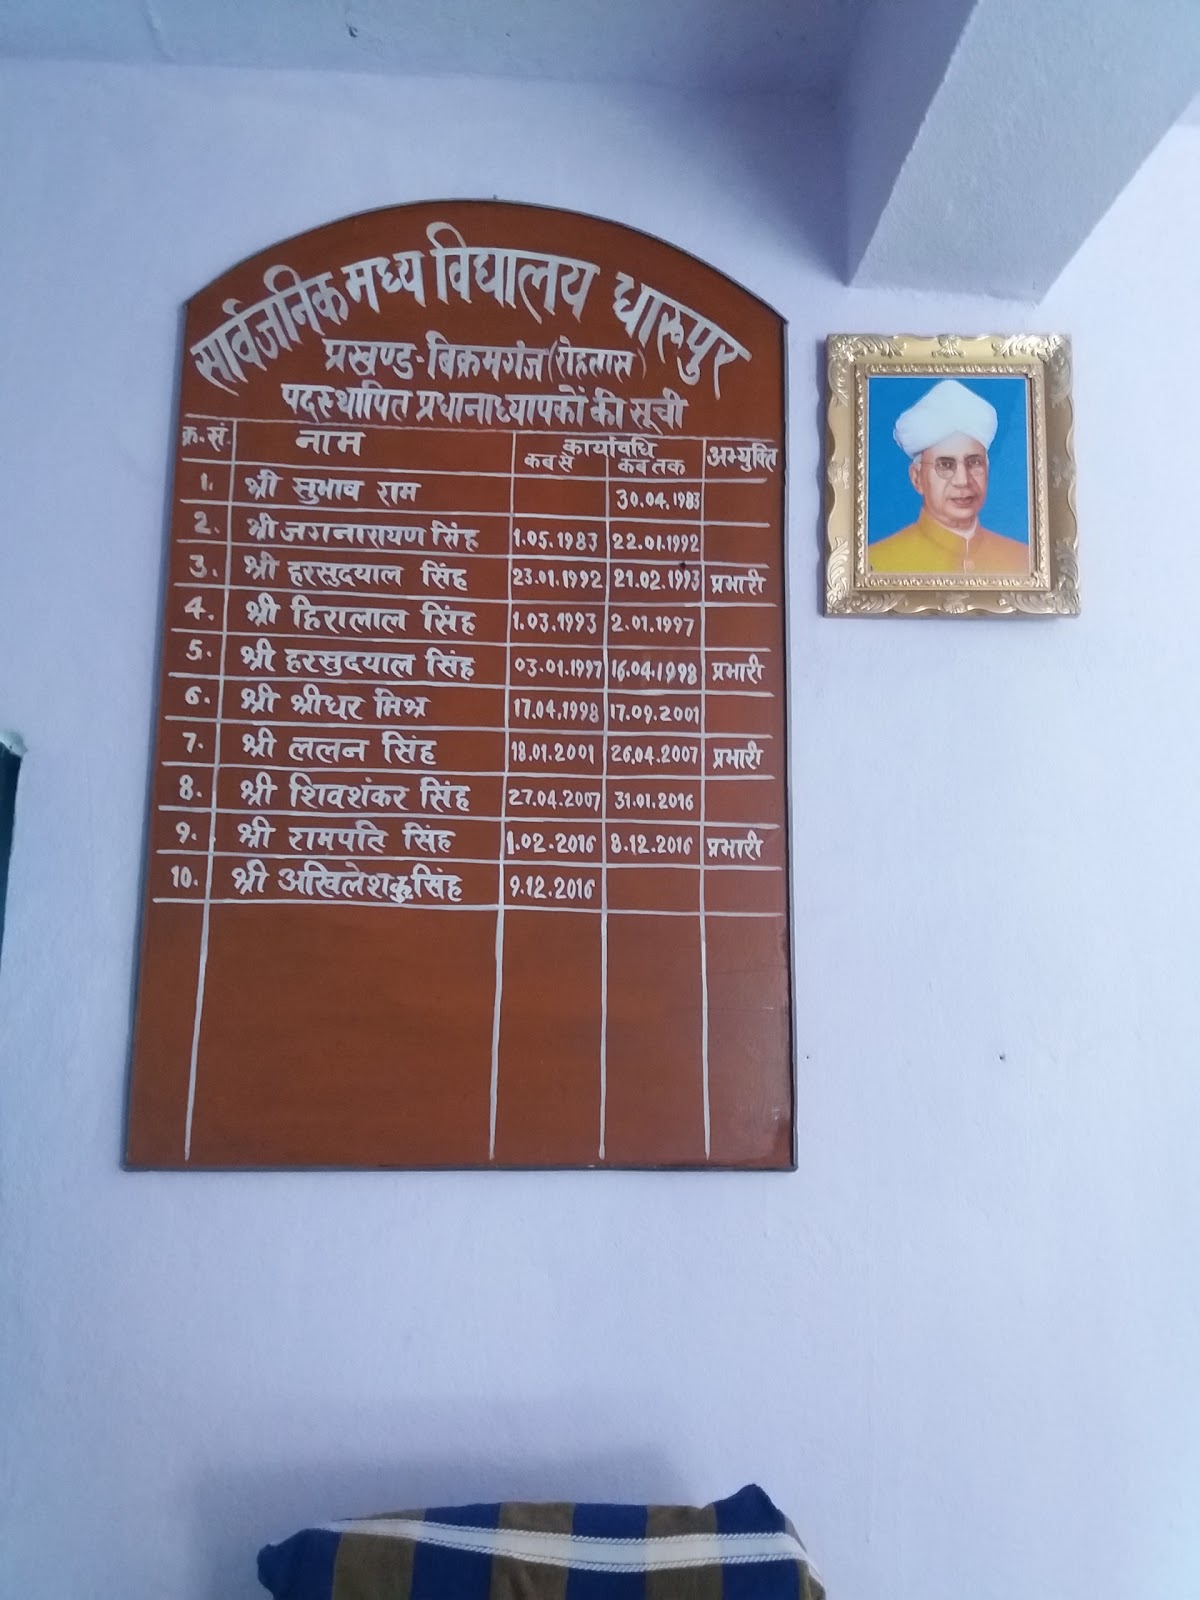 सार्वजनिक मध्य विद्यालय धारूपुर
प्रखण्ड-बिक्रमगंज (रोहतास)
पदस्थापित प्रधानाध्यापकों की सूची
क्र.सं. नाम कार्यावधि अभ्युक्ति
कब से कब तक
1. श्री सुभाष राम 30.04.1983
2. श्री जगनारायण सिंह 1.05.1983 22.01.1992
3. श्री हरसुदयाल सिंह 23.01.1992 21.02.1993 प्रभारी
4. श्री हिरालाल सिंह 1.03.1993 2.01.1997
5. श्री हरसुदयाल सिंह 03.01.1997 16.04.1998 प्रभारी
6. श्री श्रीधर मिश्र 17.04.1998 17.09.2001
7. श्री ललन सिंह 18.01.2001 26.04.2007 प्रभारी
8. श्री शिवशंकर सिंह 27.04.2007 31.01.2016
9. श्री रामपति सिंह 1.02.2016 8.12.2016 प्रभारी
10. श्री अखिलेश कु सिंह 9.12.2016